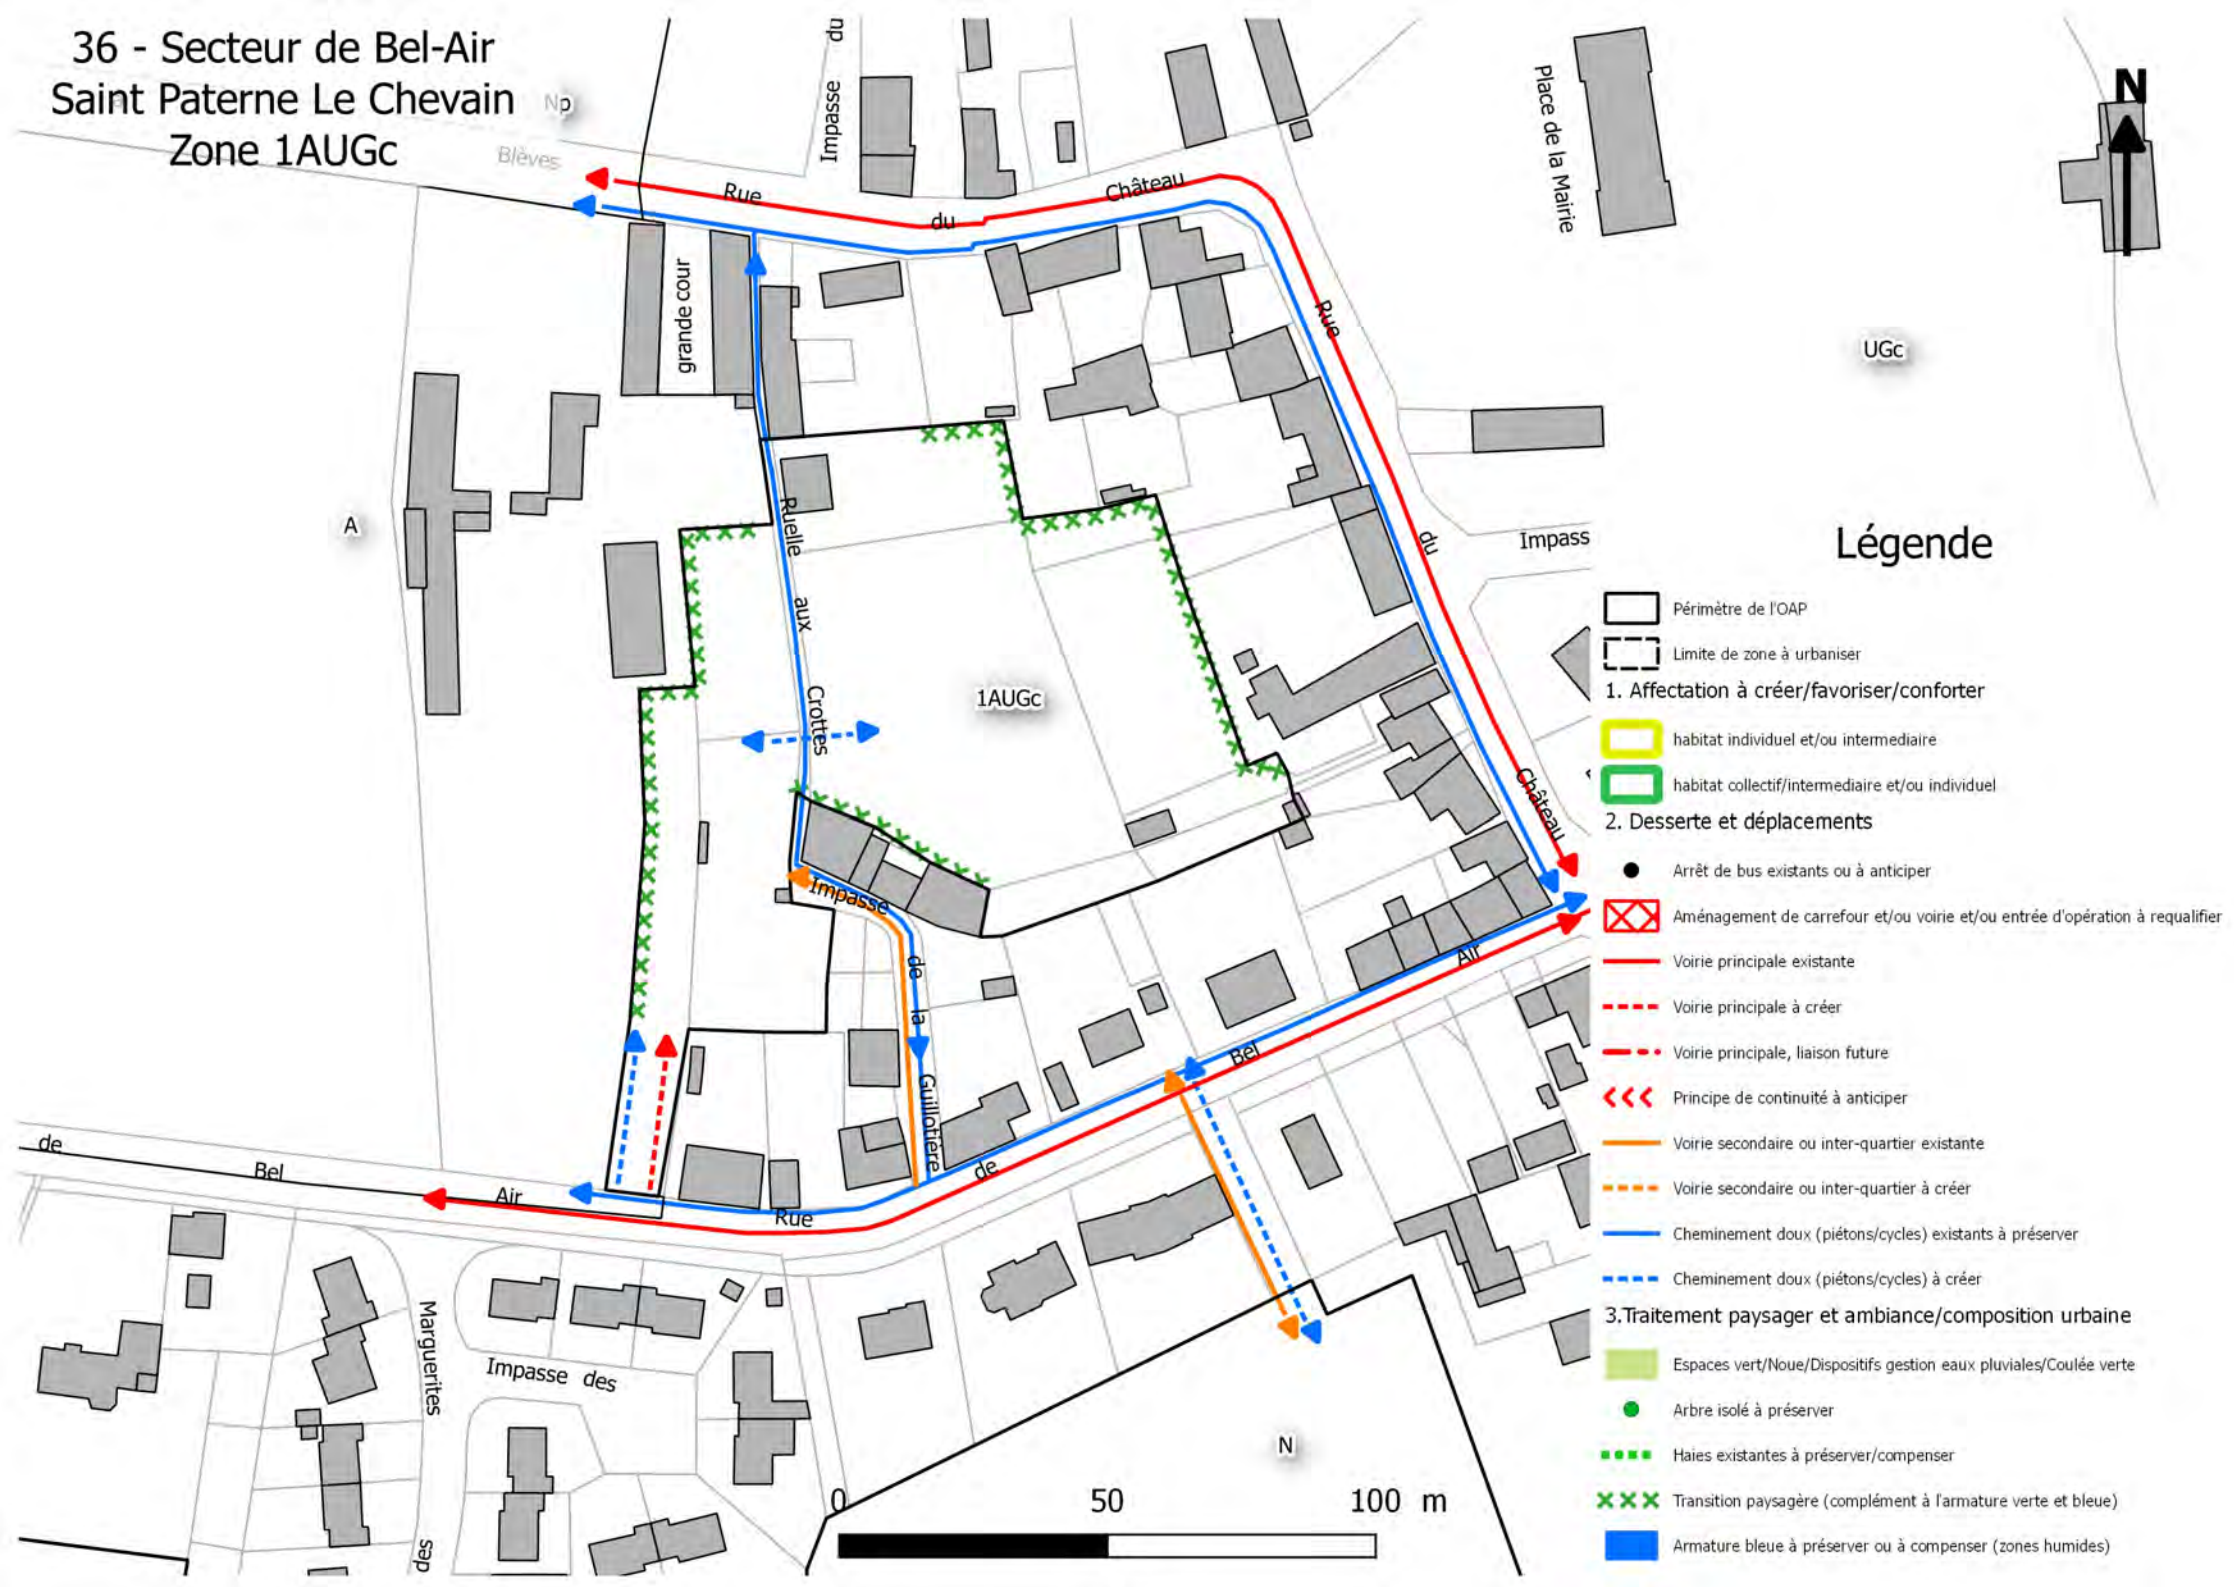 36 - Secteur de Bel-Air
Saint Paterne Le Chevain
Zone 1AUGc
Np
Blèves
Impasse du
Place de la Mairie
N
Rue
du
Château
grande cour
Rue
du
Château
UGc
A
Ruelle
aux
Crottes
1AUGc
Impass
Impasse
de la
Guillotière
Air
Bel
de
Rue
de
Bel
Air
Marguerites
des
Impasse des
N
0 50 100 m
Légende
Périmètre de l'OAP
Limite de zone à urbaniser
1. Affectation à créer/favoriser/conforter
habitat individuel et/ou intermediaire
habitat collectif/intermediaire et/ou individuel
2. Desserte et déplacements
Arrêt de bus existants ou à anticiper
Aménagement de carrefour et/ou voirie et/ou entrée d'opération à requalifier
Voirie principale existante
Voirie principale à créer
Voirie principale, liaison future
Principe de continuité à anticiper
Voirie secondaire ou inter-quartier existante
Voirie secondaire ou inter-quartier à créer
Cheminement doux (piétons/cycles) existants à préserver
Cheminement doux (piétons/cycles) à créer
3.Traitement paysager et ambiance/composition urbaine
Espaces vert/Noue/Dispositifs gestion eaux pluviales/Coulée verte
Arbre isolé à préserver
Haies existantes à préserver/compenser
Transition paysagère (complément à l'armature verte et bleue)
Armature bleue à préserver ou à compenser (zones humides)